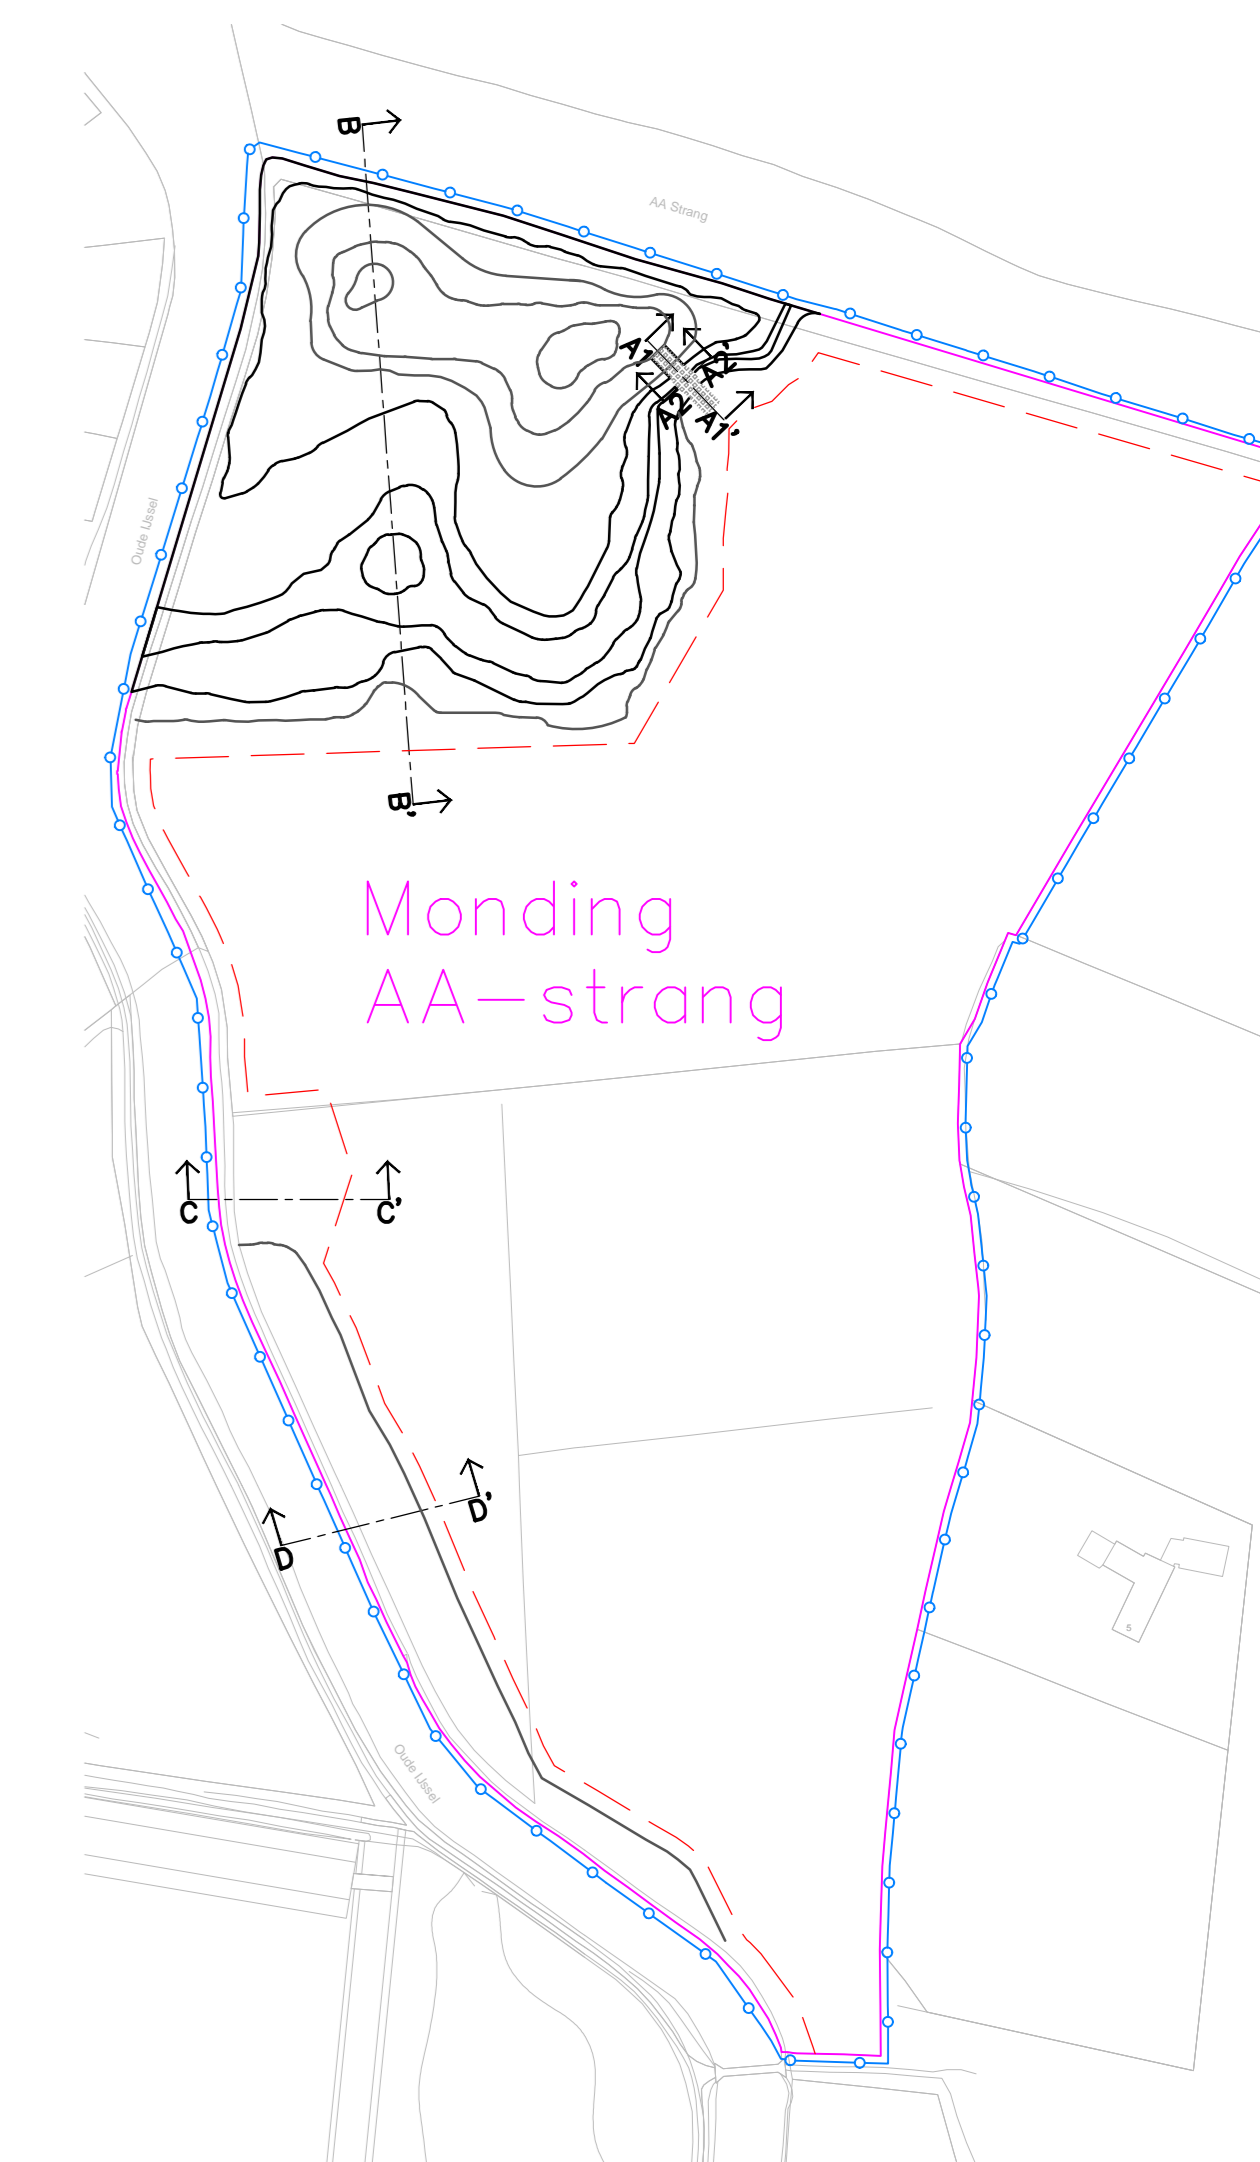 B
AA Strang
A1
A2'
A2
A1'
Oude IJssel
B'
Monding
AA-strang
C
C'
D'
D
5
Oude IJssel